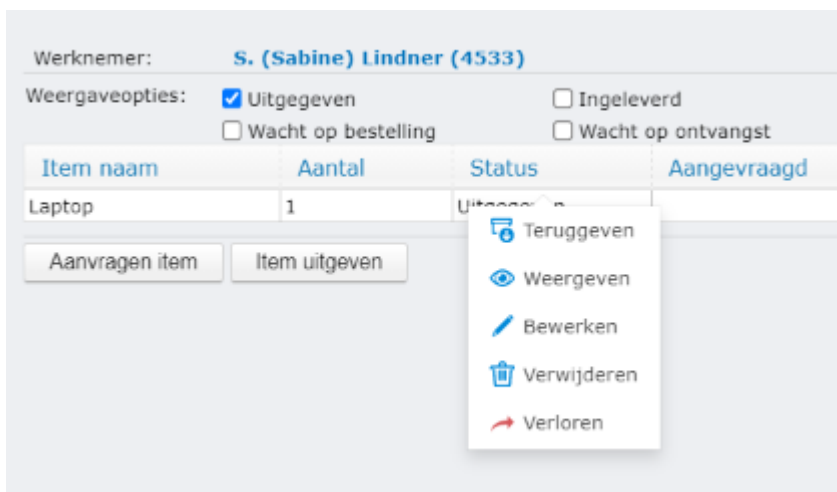 Werknemer: S. (Sabine) Lindner (4533)
Weergaveopties: Uitgegeven Ingeleverd
Wacht op bestelling Wacht op ontvangst
Item naam Aantal Status Aangevraagd
Laptop 1
Aanvragen item Item uitgeven
Teruggeven
Weergeven
Bewerken
Verwijderen
Verloren